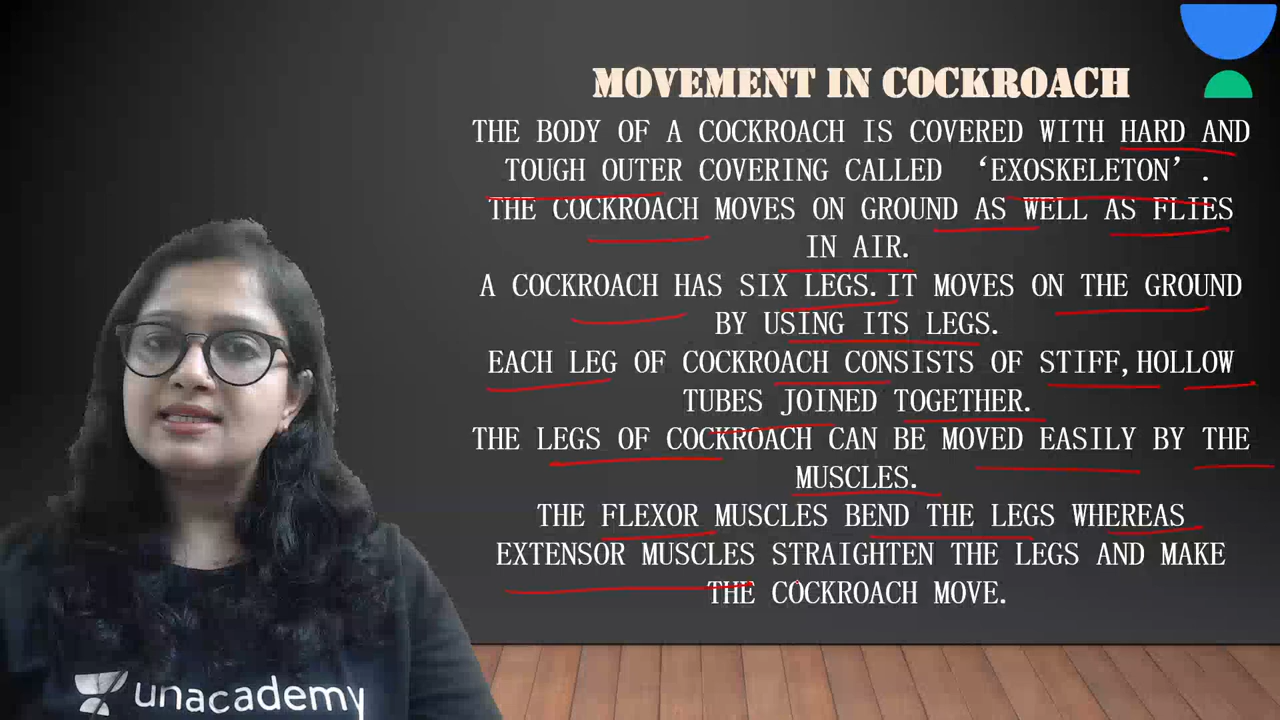 MOVEMENT IN COCKROACH
THE BODY OF A COCKROACH IS COVERED WITH HARD AND
TOUGH OUTER COVERING CALLED ‘EXOSKELETON’.
THE COCKROACH MOVES ON GROUND AS WELL AS FLIES
IN AIR.
A COCKROACH HAS SIX LEGS.IT MOVES ON THE GROUND
BY USING ITS LEGS.
EACH LEG OF COCKROACH CONSISTS OF STIFF,HOLLOW
TUBES JOINED TOGETHER.
THE LEGS OF COCKROACH CAN BE MOVED EASILY BY THE
MUSCLES.
THE FLEXOR MUSCLES BEND THE LEGS WHEREAS
EXTENSOR MUSCLES STRAIGHTEN THE LEGS AND MAKE
THE COCKROACH MOVE.
unacademy